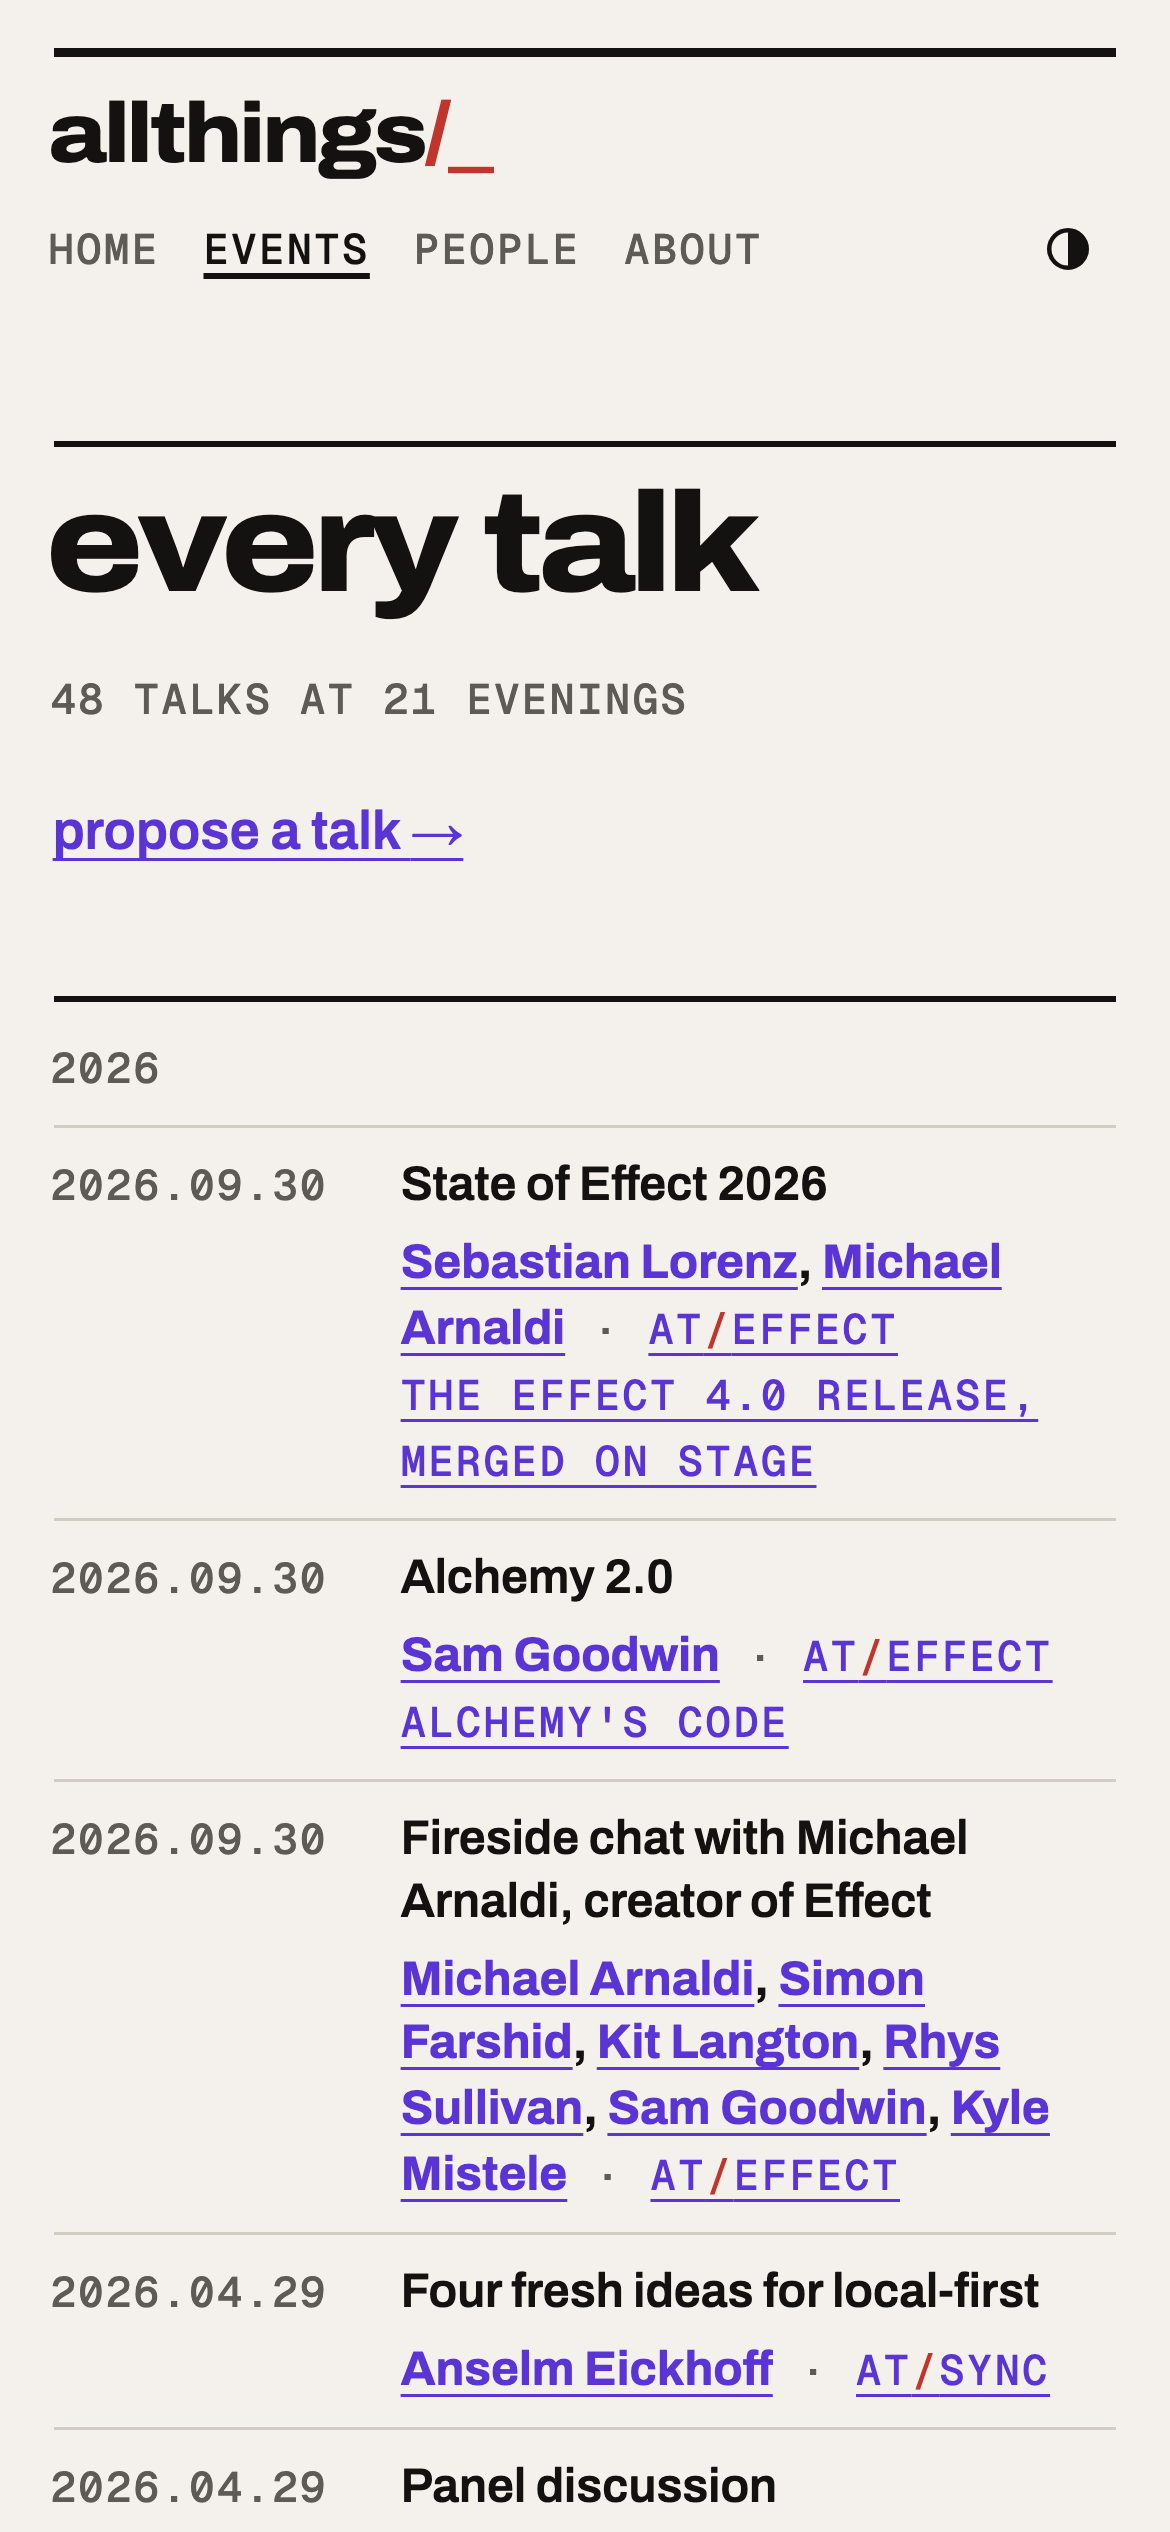 allthings/_
HOME EVENTS PEOPLE ABOUT
every talk
48 TALKS AT 21 EVENINGS
propose a talk →
2026
2026.09.30 State of Effect 2026
Sebastian Lorenz, Michael
Arnaldi · AT/EFFECT
THE EFFECT 4.0 RELEASE,
MERGED ON STAGE
2026.09.30 Alchemy 2.0
Sam Goodwin · AT/EFFECT
ALCHEMY'S CODE
2026.09.30 Fireside chat with Michael
Arnaldi, creator of Effect
Michael Arnaldi, Simon
Farshid, Kit Langton, Rhys
Sullivan, Sam Goodwin, Kyle
Mistele · AT/EFFECT
2026.04.29 Four fresh ideas for local-first
Anselm Eickhoff · AT/SYNC
2026.04.29 Panel discussion